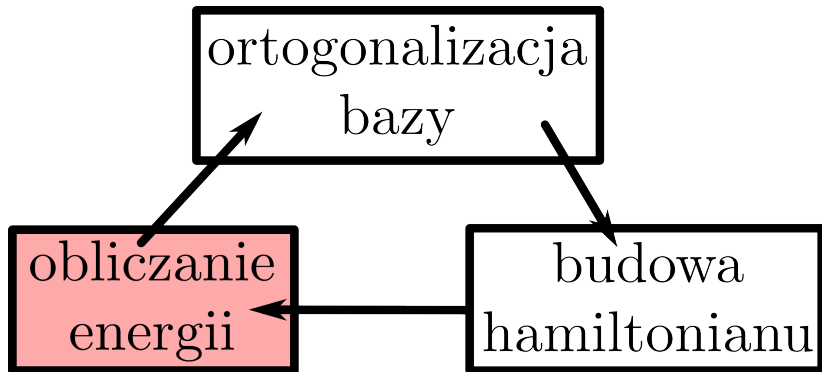 ortogonalizacja
bazy
obliczanie
energii
budowa
hamiltonianu